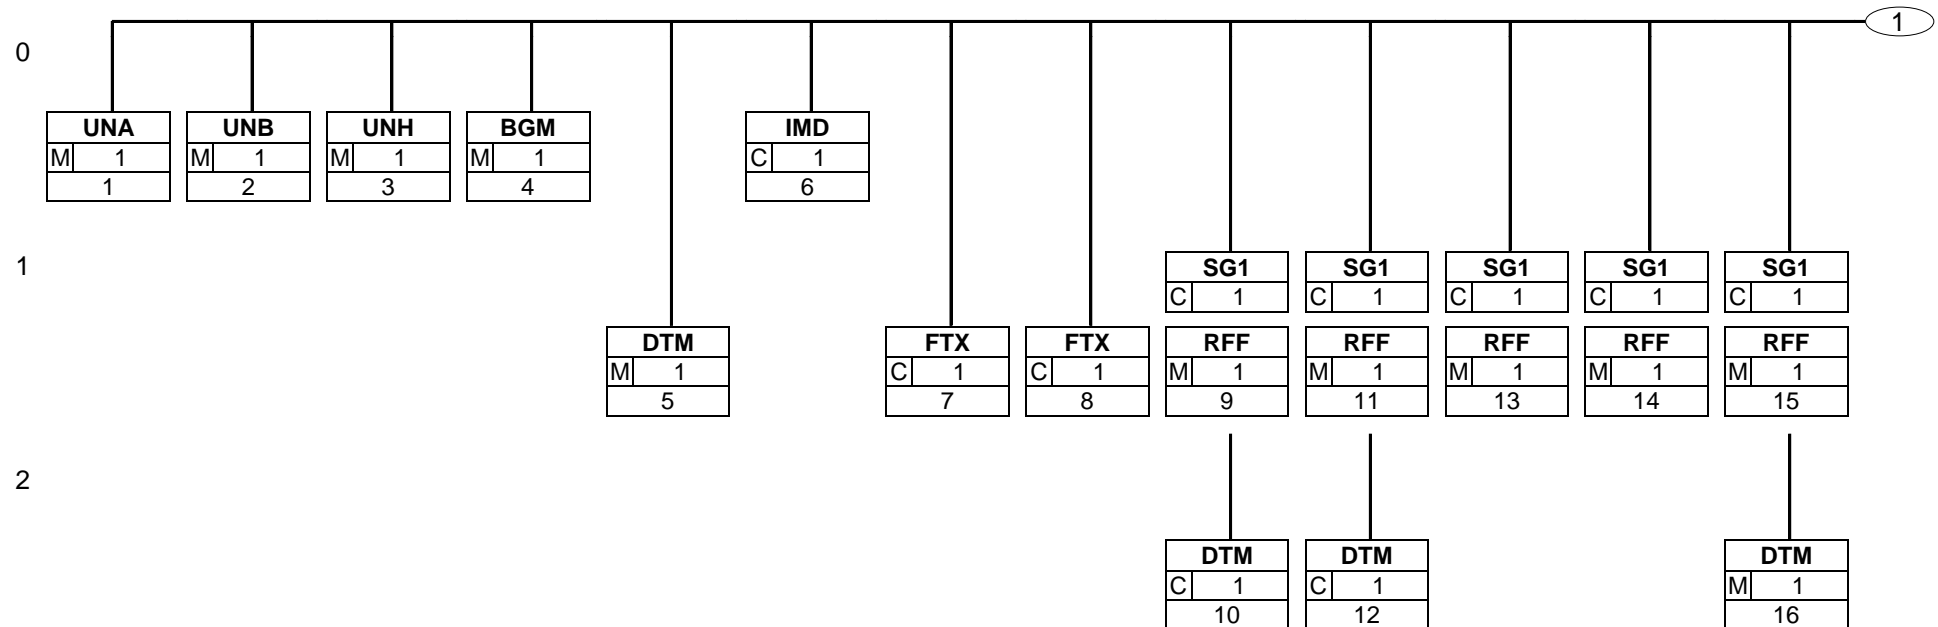 1
0
UNA UNB UNH BGM IMD
M 1 M 1 M 1 M 1 C 1
1 2 3 4 6
1
SG1 SG1 SG1 SG1 SG1
C 1 C 1 C 1 C 1 C 1
DTM FTX FTX RFF RFF RFF RFF RFF
M 1 C 1 C 1 M 1 M 1 M 1 M 1 M 1
5 7 8 9 11 13 14 15
2
DTM DTM DTM
C 1 C 1 M 1
10 12 16